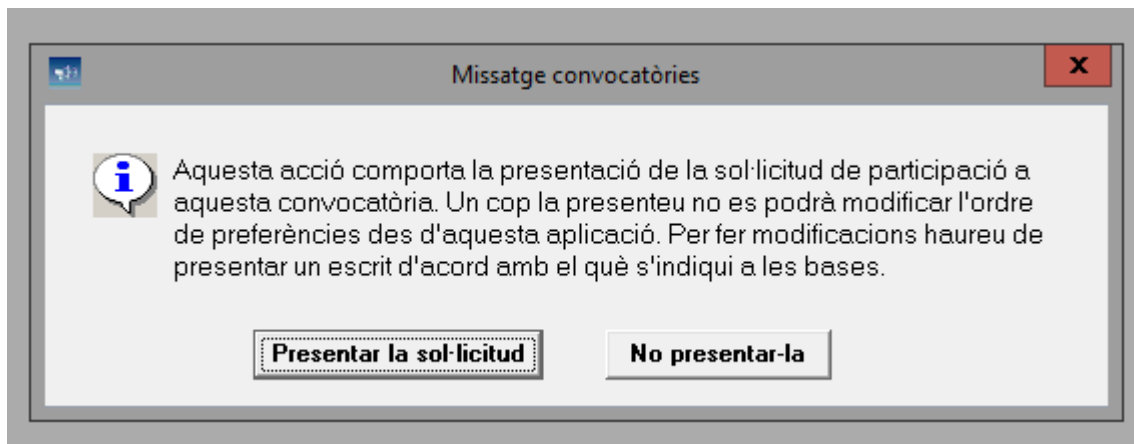 Missatge convocatòries
x
i
Aquesta acció comporta la presentació de la sol·licitud de participació a
aquesta convocatòria. Un cop la presenteu no es podrà modificar l'ordre
de preferències des d'aquesta aplicació. Per fer modificacions haureu de
presentar un escrit d'acord amb el què s'indiqui a les bases.
Presentar la sol·licitud
No presentar-la